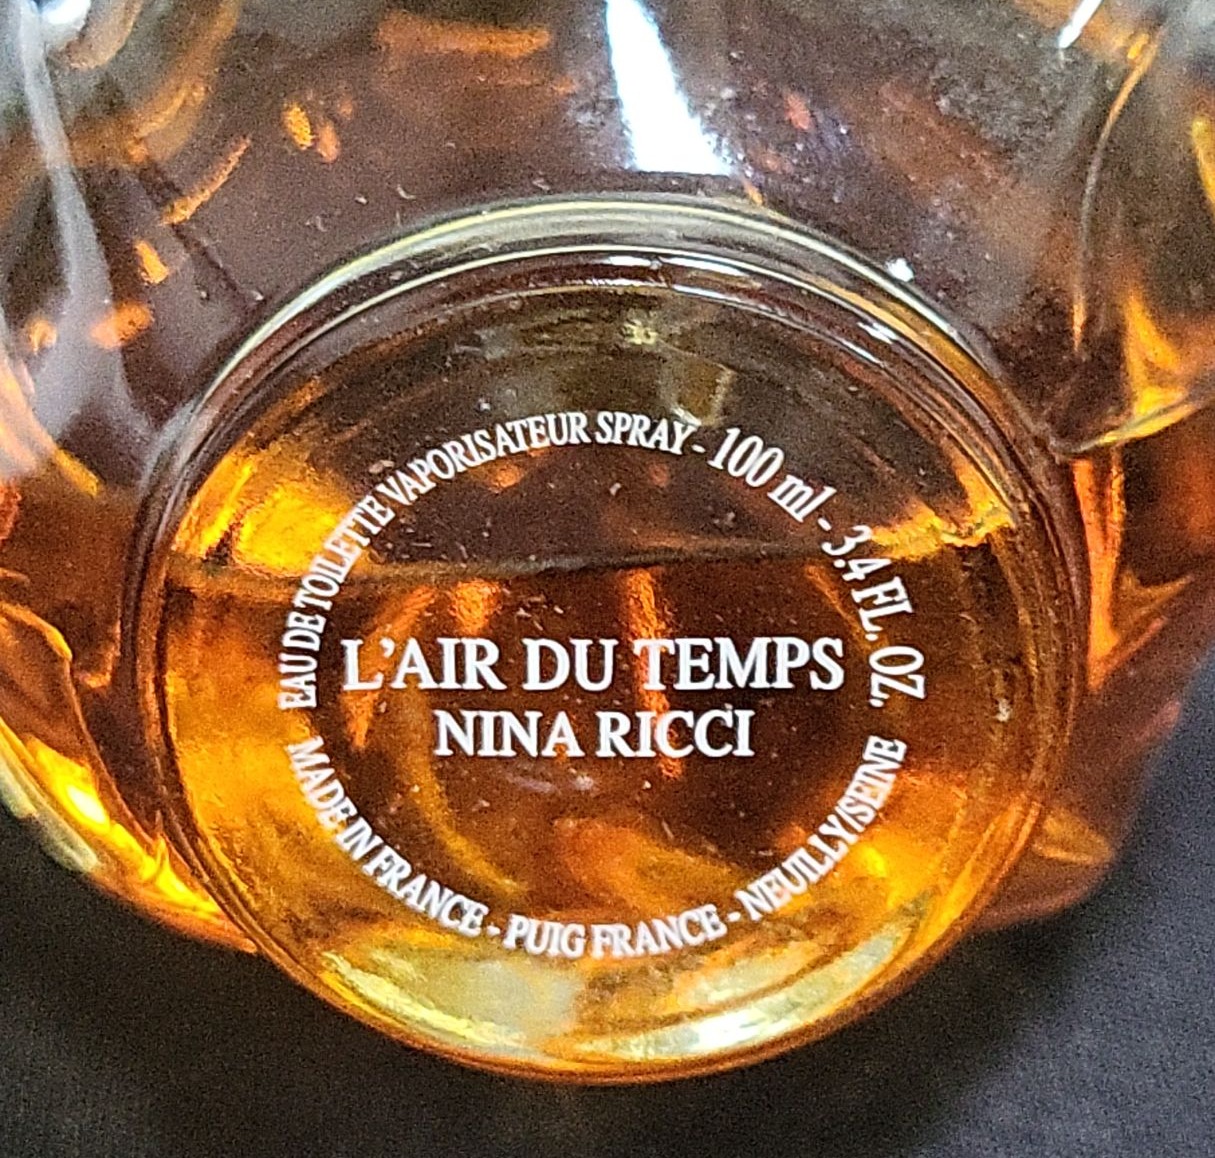 EAU DE TOILETTE VAPORISATEUR SPRAY - 100 ml - 3,4 FL. OZ.
L'AIR DU TEMPS
NINA RICCI
MADE IN FRANCE - PUIG FRANCE - NEUILLY/SEINE